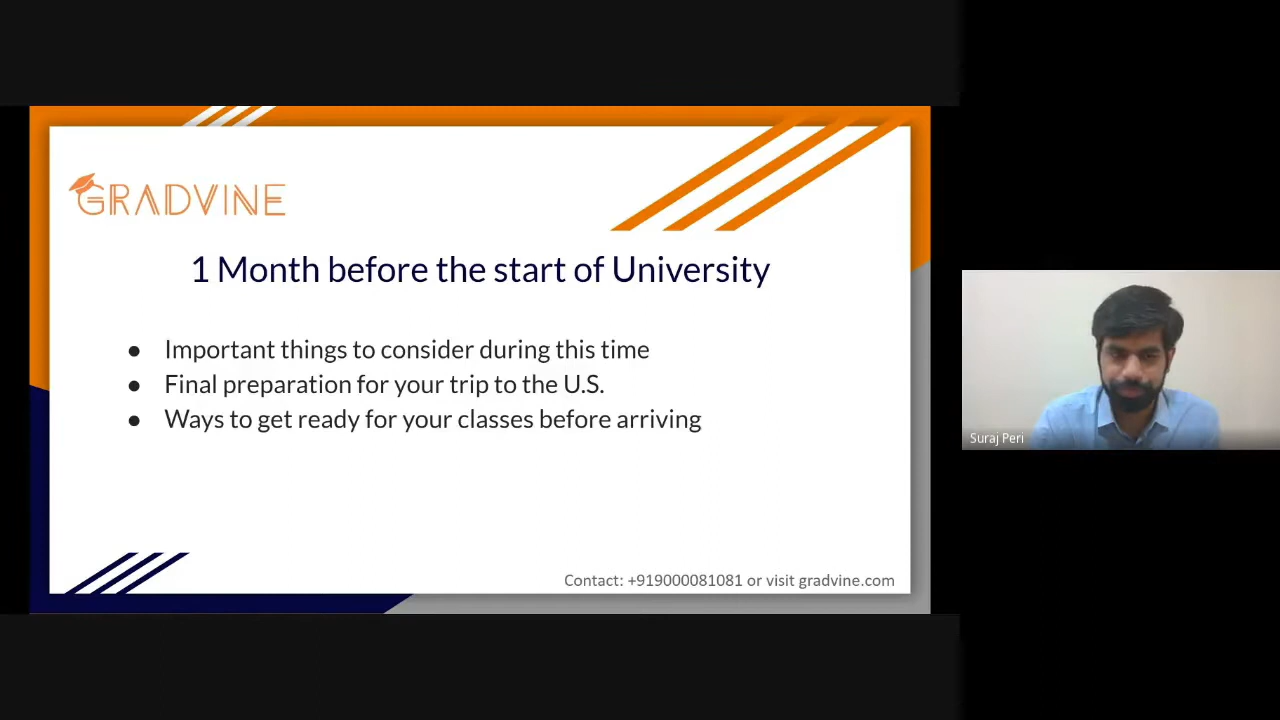 GRADVINE
1 Month before the start of University
● Important things to consider during this time
● Final preparation for your trip to the U.S.
● Ways to get ready for your classes before arriving
Contact: +919000081081 or visit gradvine.com
Suraj Peri